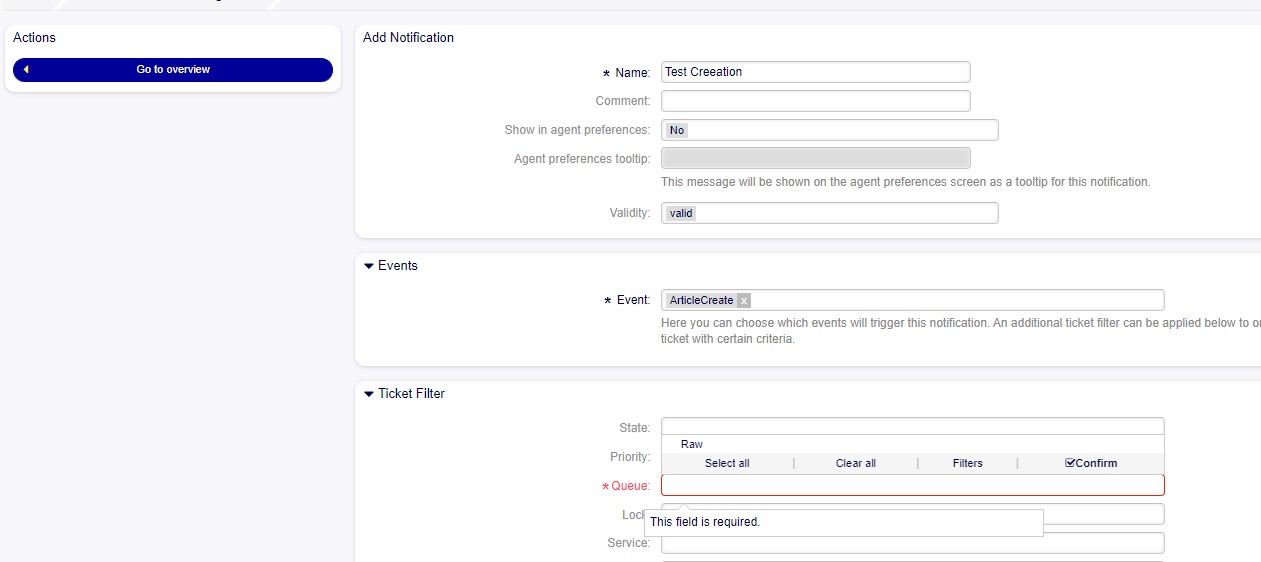 Actions
Go to overview
Add Notification
* Name: Test Creeation
Comment:
Show in agent preferences: No
Agent preferences tooltip:
This message will be shown on the agent preferences screen as a tooltip for this notification.
Validity: valid
Events
* Event: ArticleCreate x
Here you can choose which events will trigger this notification. An additional ticket filter can be applied below to
ticket with certain criteria.
Ticket Filter
State:
Raw
Priority:
Select all | Clear all | Filters | Confirm
* Queue:
This field is required.
Service: